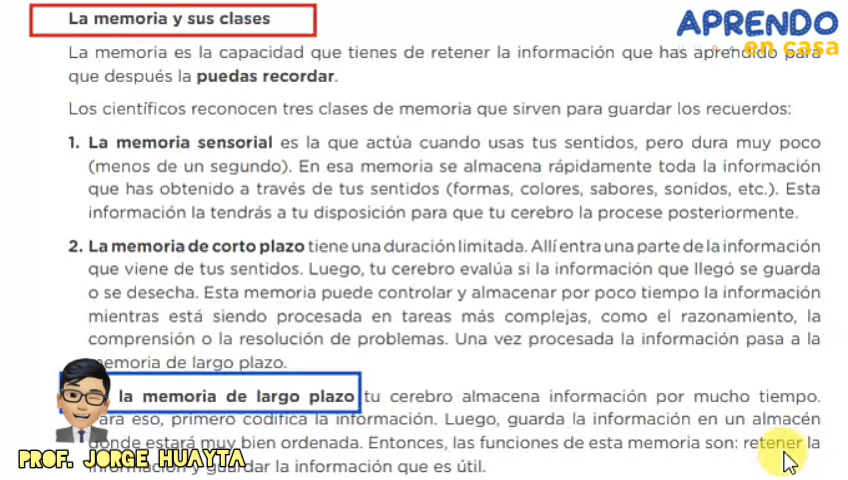 La memoria y sus clases
APRENDO
en casa
La memoria es la capacidad que tienes de retener la información que has aprendido para
que después la puedas recordar.
Los científicos reconocen tres clases de memoria que sirven para guardar los recuerdos:
1. La memoria sensorial es la que actúa cuando usas tus sentidos, pero dura muy poco
(menos de un segundo). En esa memoria se almacena rápidamente toda la información
que has obtenido a través de tus sentidos (formas, colores, sabores, sonidos, etc.). Esta
información la tendrás a tu disposición para que tu cerebro la procese posteriormente.
2. La memoria de corto plazo tiene una duración limitada. Allí entra una parte de la información
que viene de tus sentidos. Luego, tu cerebro evalúa si la información que llegó se guarda
o se desecha. Esta memoria puede controlar y almacenar por poco tiempo la información
mientras está siendo procesada en tareas más complejas, como el razonamiento, la
comprensión o la resolución de problemas. Una vez procesada la información pasa a la
memoria de largo plazo.
la memoria de largo plazo tu cerebro almacena información por mucho tiempo.
Para eso, primero codifica la información. Luego, guarda la información en un almacén
donde estará muy bien ordenada. Entonces, las funciones de esta memoria son: retener la
información y guardar la información que es útil.
PROF. JORGE HUAYTA